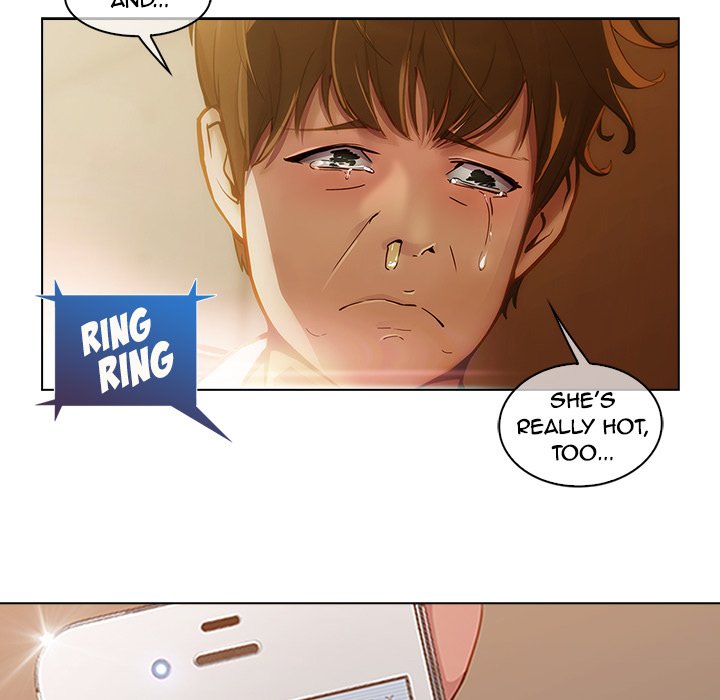 AND...
RING
RING
SHE'S
REALLY HOT,
TOO...